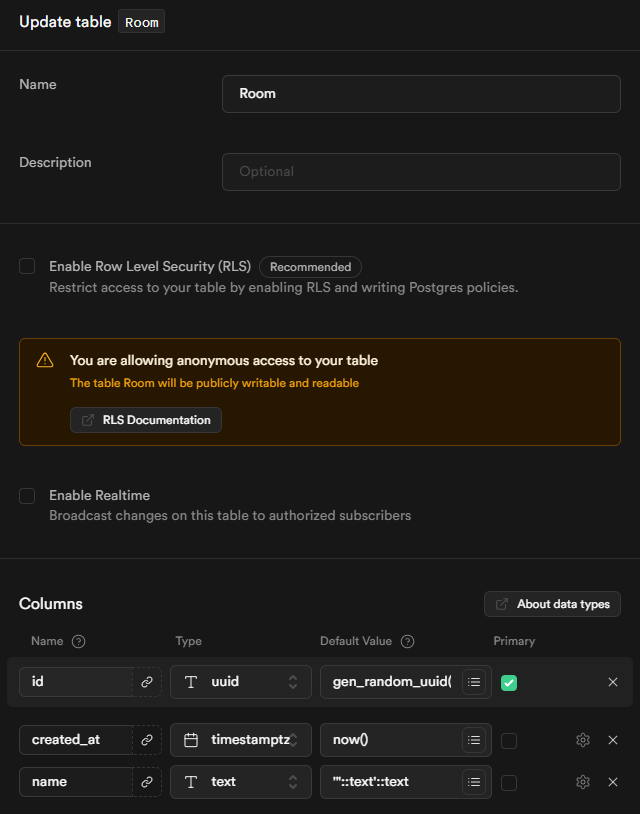 Update table Room
Name
Room
Description
Optional
Enable Row Level Security (RLS) Recommended
Restrict access to your table by enabling RLS and writing Postgres policies.
You are allowing anonymous access to your table
The table Room will be publicly writable and readable
RLS Documentation
Enable Realtime
Broadcast changes on this table to authorized subscribers
Columns About data types
Name ? Type Default Value ? Primary
id T uuid gen_random_uuid(
created_at timestamptz now()
name T text '''::text'::text